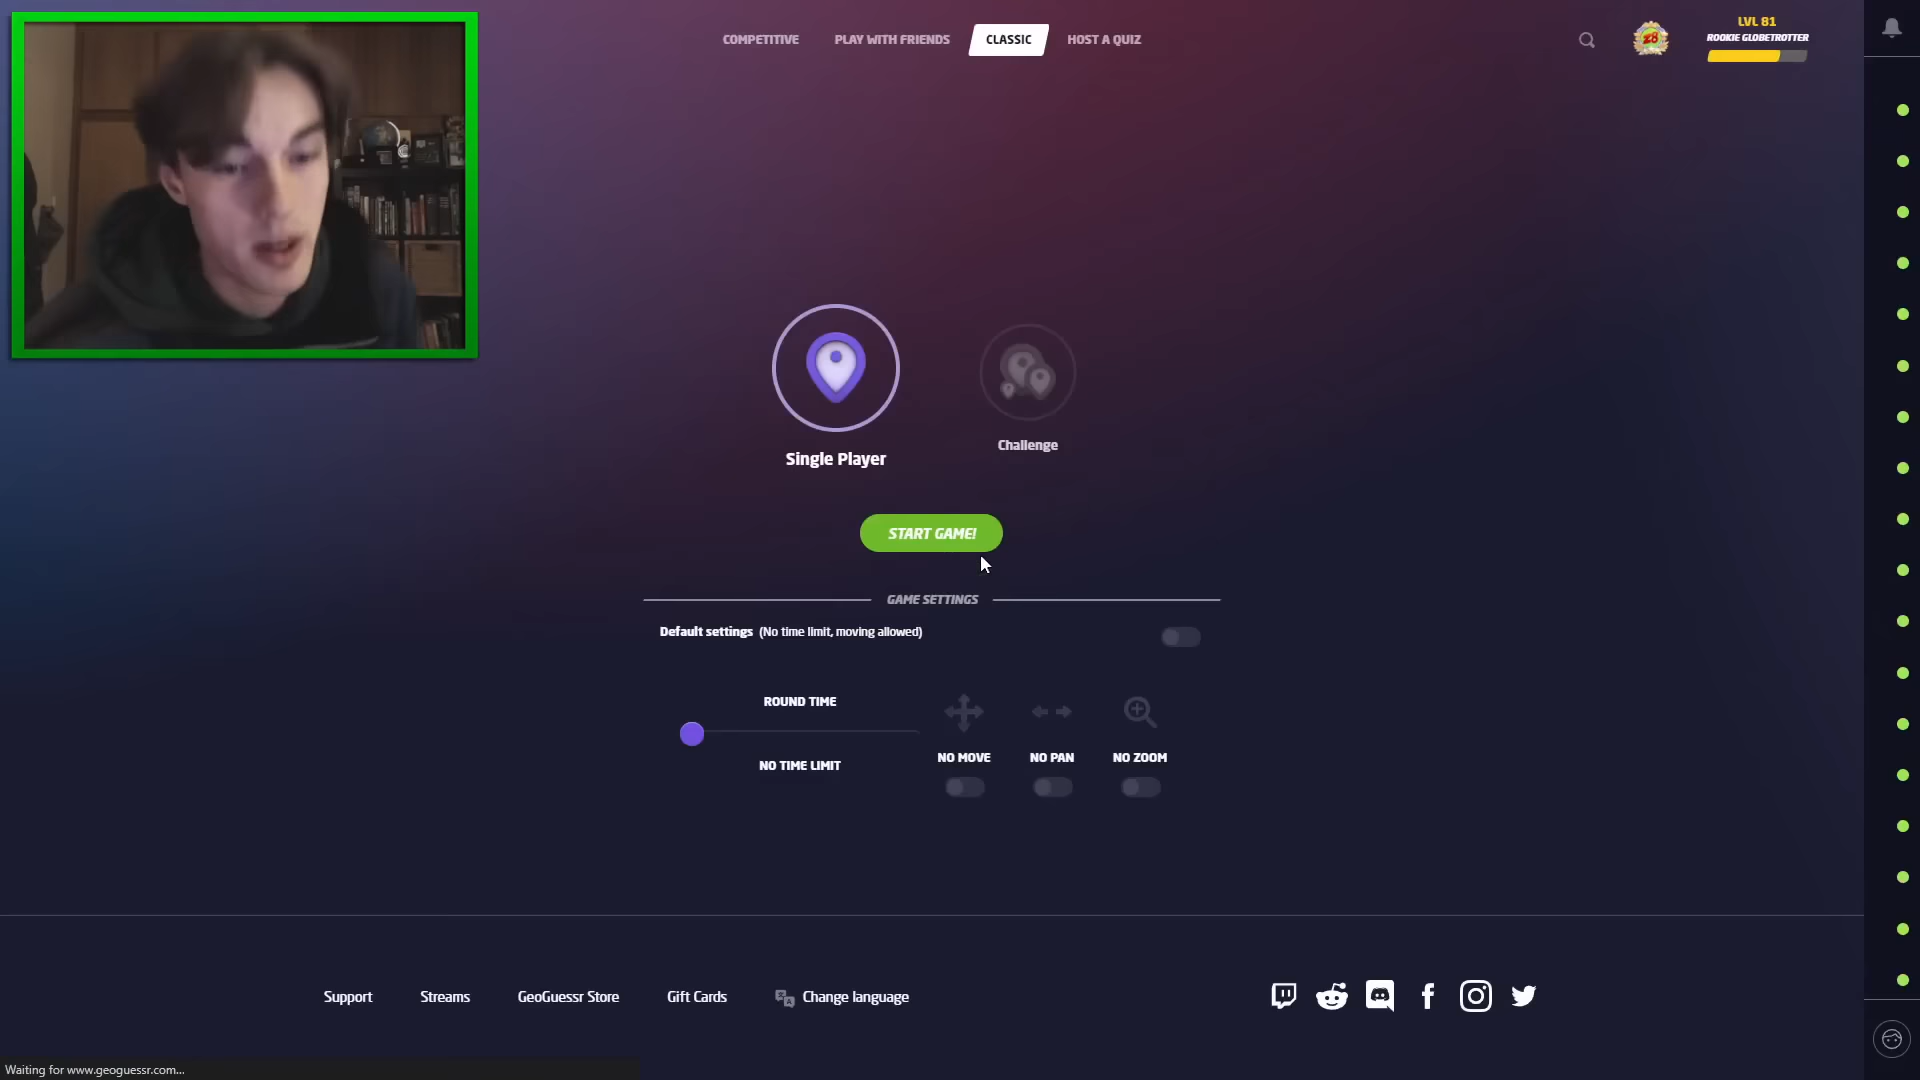 COMPETITIVE
PLAY WITH FRIENDS
CLASSIC
HOST A QUIZ
LVL 81
ROOKIE GLOBETROTTER
Single Player
Challenge
START GAME!
GAME SETTINGS
Default settings (No time limit, moving allowed)
ROUND TIME
NO TIME LIMIT
NO MOVE
NO PAN
NO ZOOM
Support
Streams
GeoGuessr Store
Gift Cards
Change language
Waiting for www.geoguessr.com...